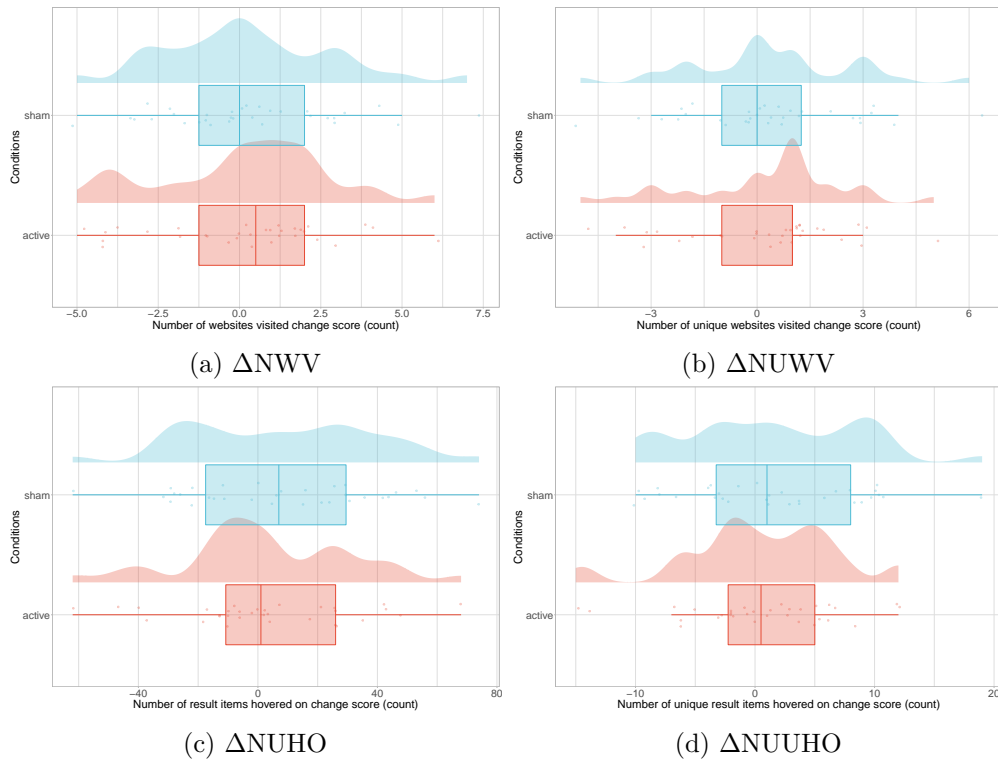 Conditions
sham
active
−5.0 −2.5 0.0 2.5 5.0 7.5
Number of websites visited change score (count)
(a) ΔNWV
Conditions
sham
active
−3 0 3 6
Number of unique websites visited change score (count)
(b) ΔNUWV
Conditions
sham
active
−40 0 40 80
Number of result items hovered on change score (count)
(c) ΔNUHO
Conditions
sham
active
−10 0 10 20
Number of unique result items hovered on change score (count)
(d) ΔNUUHO